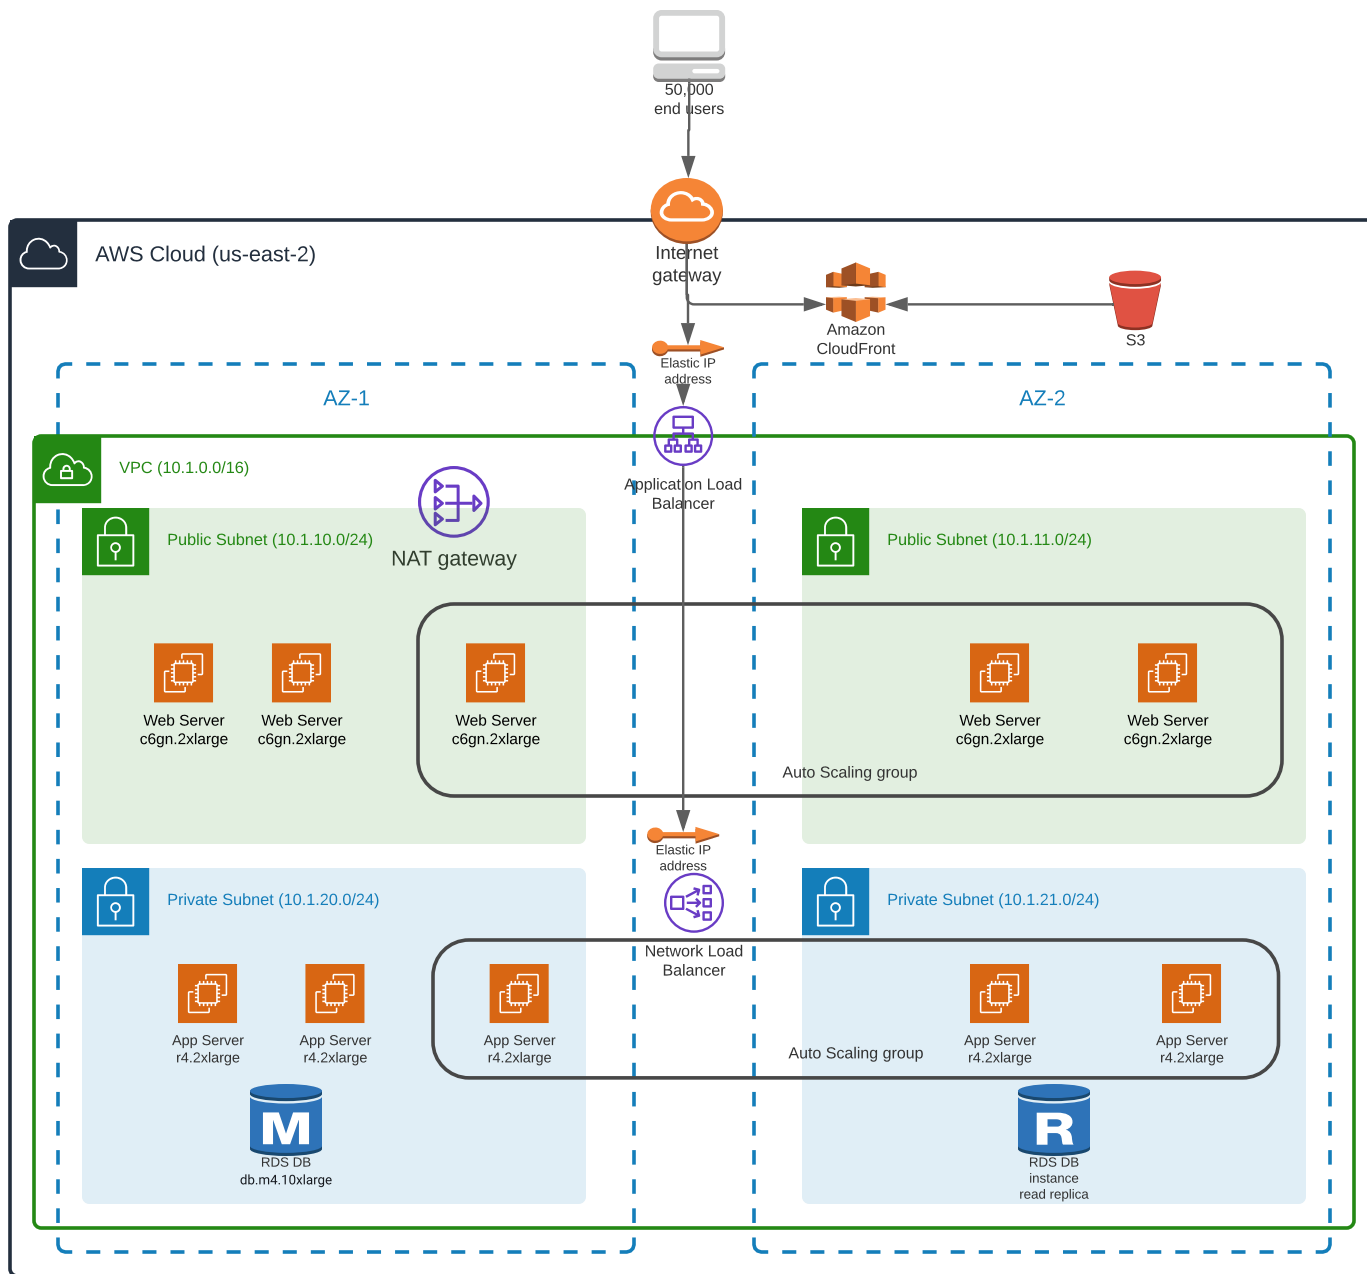 50,000
end users
Internet
gateway
AWS Cloud (us-east-2)
Amazon
CloudFront
S3
Elastic IP
address
AZ-1
AZ-2
VPC (10.1.0.0/16)
Application Load
Balancer
NAT gateway
Public Subnet (10.1.10.0/24)
Public Subnet (10.1.11.0/24)
Web Server
c6gn.2xlarge
Web Server
c6gn.2xlarge
Web Server
c6gn.2xlarge
Web Server
c6gn.2xlarge
Web Server
c6gn.2xlarge
Auto Scaling group
Elastic IP
address
Private Subnet (10.1.20.0/24)
Private Subnet (10.1.21.0/24)
Network Load
Balancer
App Server
r4.2xlarge
App Server
r4.2xlarge
App Server
r4.2xlarge
App Server
r4.2xlarge
App Server
r4.2xlarge
Auto Scaling group
M
RDS DB
db.m4.10xlarge
R
RDS DB
instance
read replica